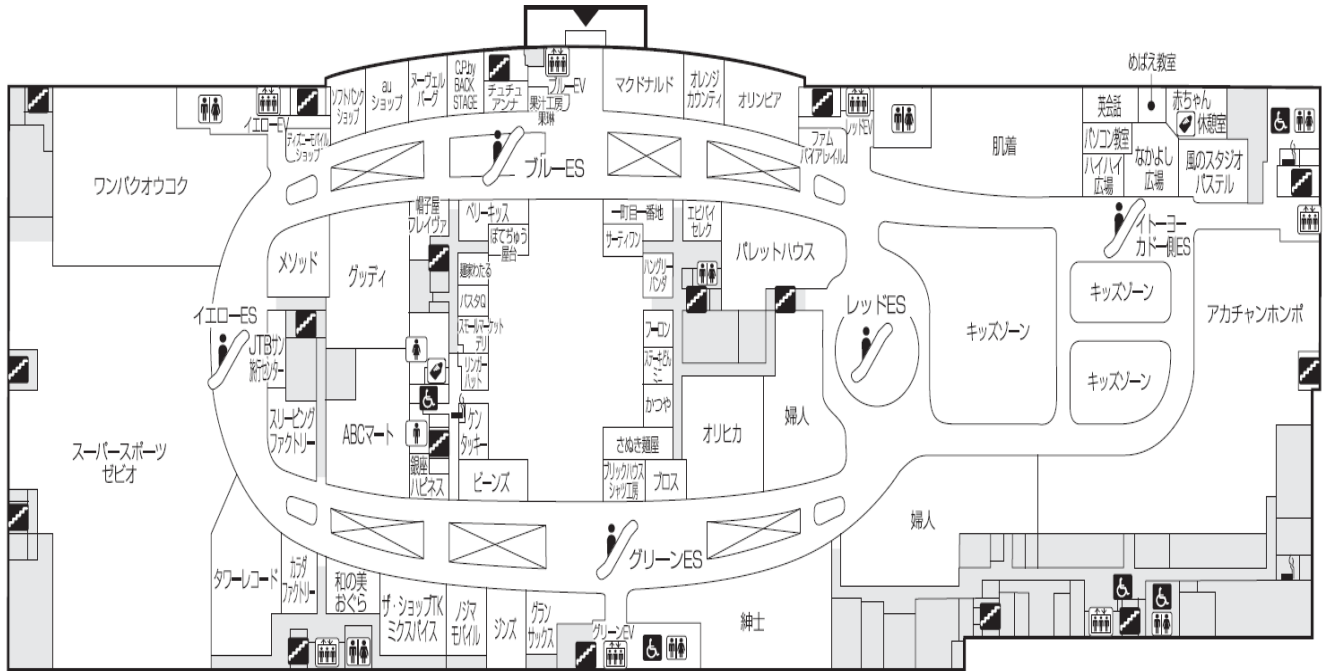 めばえ教室
ソフトバンク
ショップ
au
ショップ
ヌーヴェル
パーダ
C.P.by
BACK
STAGE
チュチュ
アンナ
ブルーEV
果汁工房
果琳
マクドナルド
オレンジ
カウンティ
オリンピア
イエローEV
ディズニーモバイル
ショップ
ファム
レッドEV
肌着
英会話
パソコン教室
ハイハイ
広場
なかよし
広場
赤ちゃん
休憩室
風のスタジオ
パステル
ワンパクオウコク
ブルーES
帽子屋
フレイヴァ
ベリーキッス
ぽてぢゅう
屋台
一町目一番地
サーティワン
エビバイ
セレク
パレットハウス
イトーヨー
カドー側ES
メソッド
グッディ
麺家わたる
パスタQ
スモールマーケット
デリ
リンガー
ハット
ハングリー
パンダ
フーロン
ステーキどん
ミー
かつや
キッズゾーン
キッズゾーン
キッズゾーン
アカチャンホンポ
イエローES
JTBサン
旅行センター
レッドES
スリーピング
ファクトリー
ABCマート
ケン
タッキー
銀座
ハピネス
ビーンズ
さぬき麺屋
ブリックハウス
シャツ工房
ブロス
オリヒカ
婦人
スーパースポーツ
ゼビオ
婦人
グリーンES
タワーレコード
カラダ
ファクトリー
和の美
おぐら
ザ・ショップTK
ミクスパイス
ノジマ
モバイル
ジンズ
グラン
サックス
グリーンEV
紳士